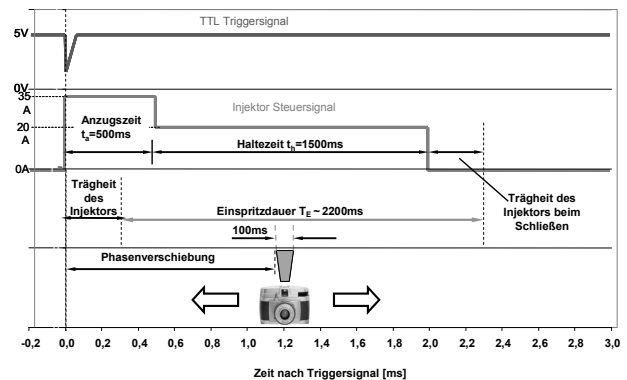 TTL Triggersignal
5V
0V
35
A
Injektor Steuersignal
Anzugszeit
tₐ=500ms
20
A
Haltezeit tₕ=1500ms
0A
Trägheit
des
Injektors
Trägheit des
Injektors beim
Schließen
Einspritzdauer T_E ~ 2200ms
100ms
Phasenverschiebung
-0,2 0,0 0,2 0,4 0,6 0,8 1,0 1,2 1,4 1,6 1,8 2,0 2,2 2,4 2,6 2,8 3,0
Zeit nach Triggersignal [ms]